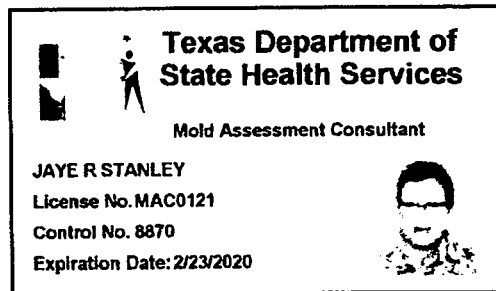 Texas Department of
State Health Services
Mold Assessment Consultant
JAYE R STANLEY
License No. MAC0121
Control No. 8870
Expiration Date: 2/23/2020